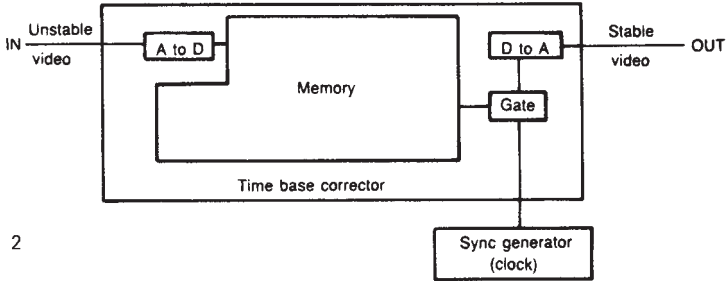 IN
Unstable
video
A to D
Memory
D to A
Stable
video
OUT
Gate
Time base corrector
2
Sync generator
(clock)